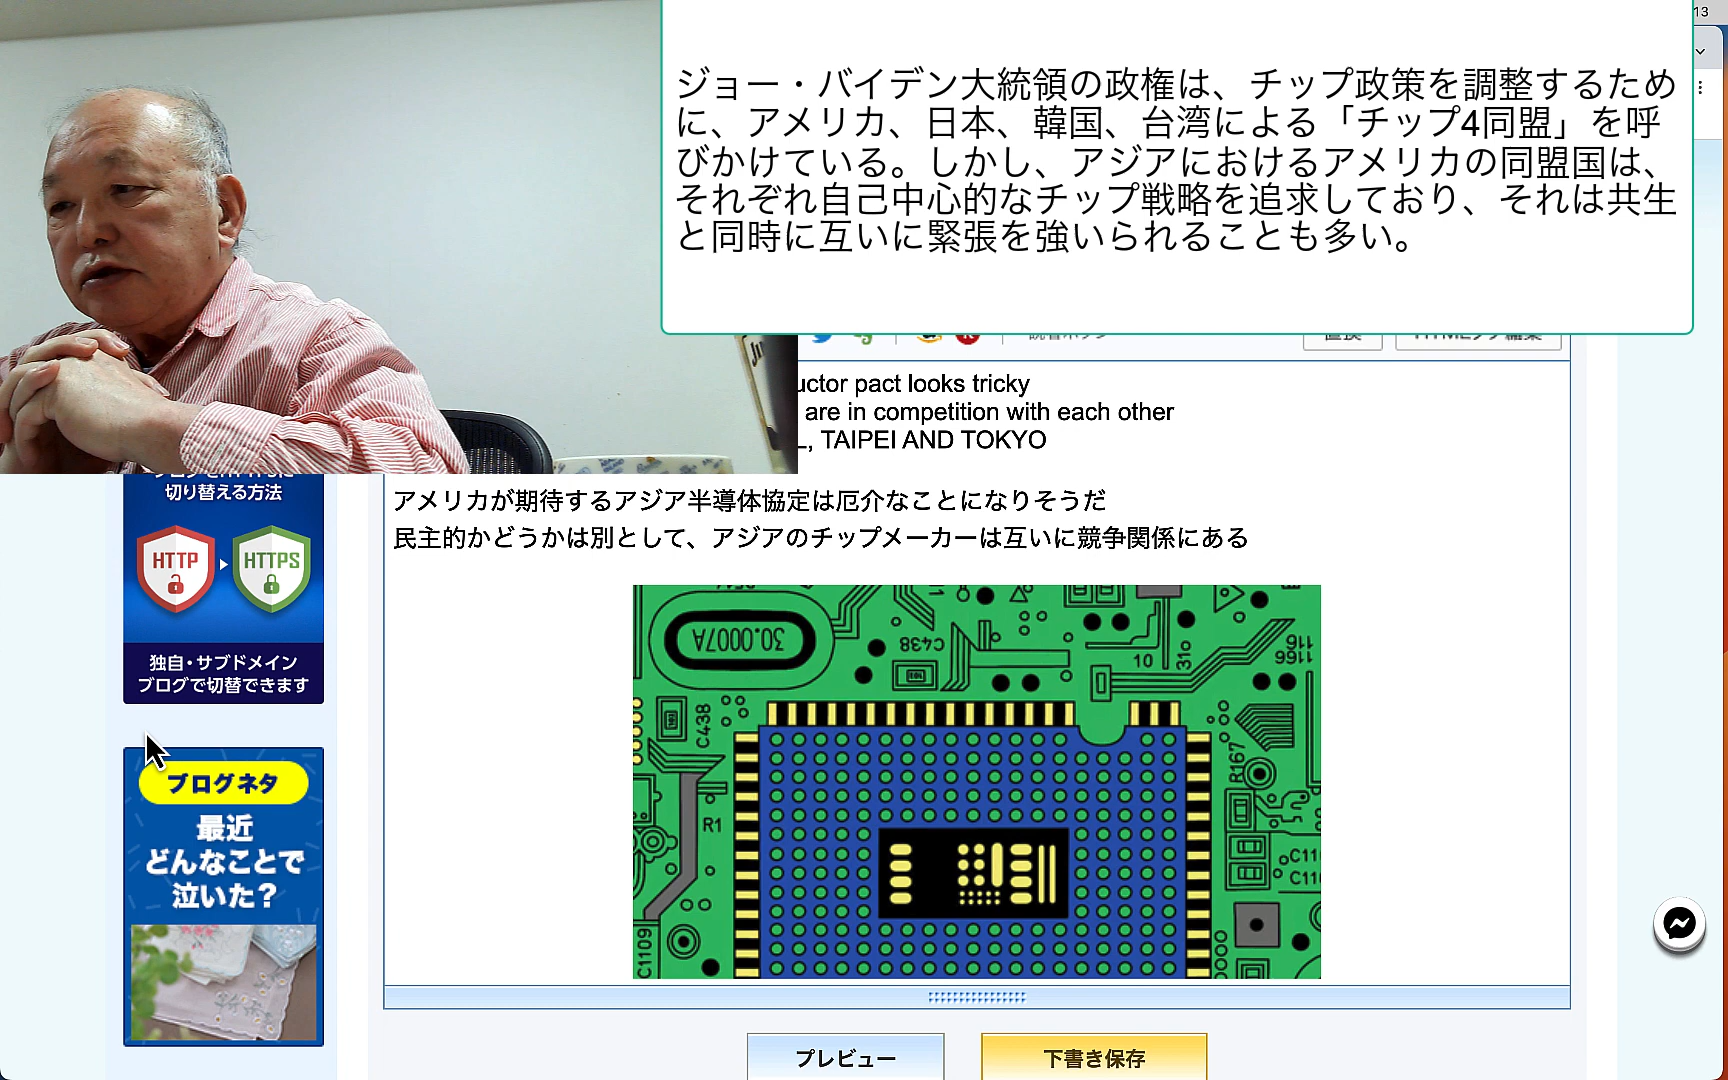 13
ジョー・バイデン大統領の政権は、チップ政策を調整するため
に、アメリカ、日本、韓国、台湾による「チップ4同盟」を呼
びかけている。しかし、アジアにおけるアメリカの同盟国は、
それぞれ自己中心的なチップ戦略を追求しており、それは共生
と同時に互いに緊張を強いられることも多い。
uctor pact looks tricky
are in competition with each other
L, TAIPEI AND TOKYO
アメリカが期待するアジア半導体協定は厄介なことになりそうだ
民主的かどうかは別として、アジアのチップメーカーは互いに競争関係にある
切り替える方法
HTTP
HTTPS
独自・サブドメイン
ブログで切替できます
ブログネタ
最近
どんなことで
泣いた?
30.0007A
C438
10
310
1166
C438
R167
R1
C1109
プレビュー
下書き保存